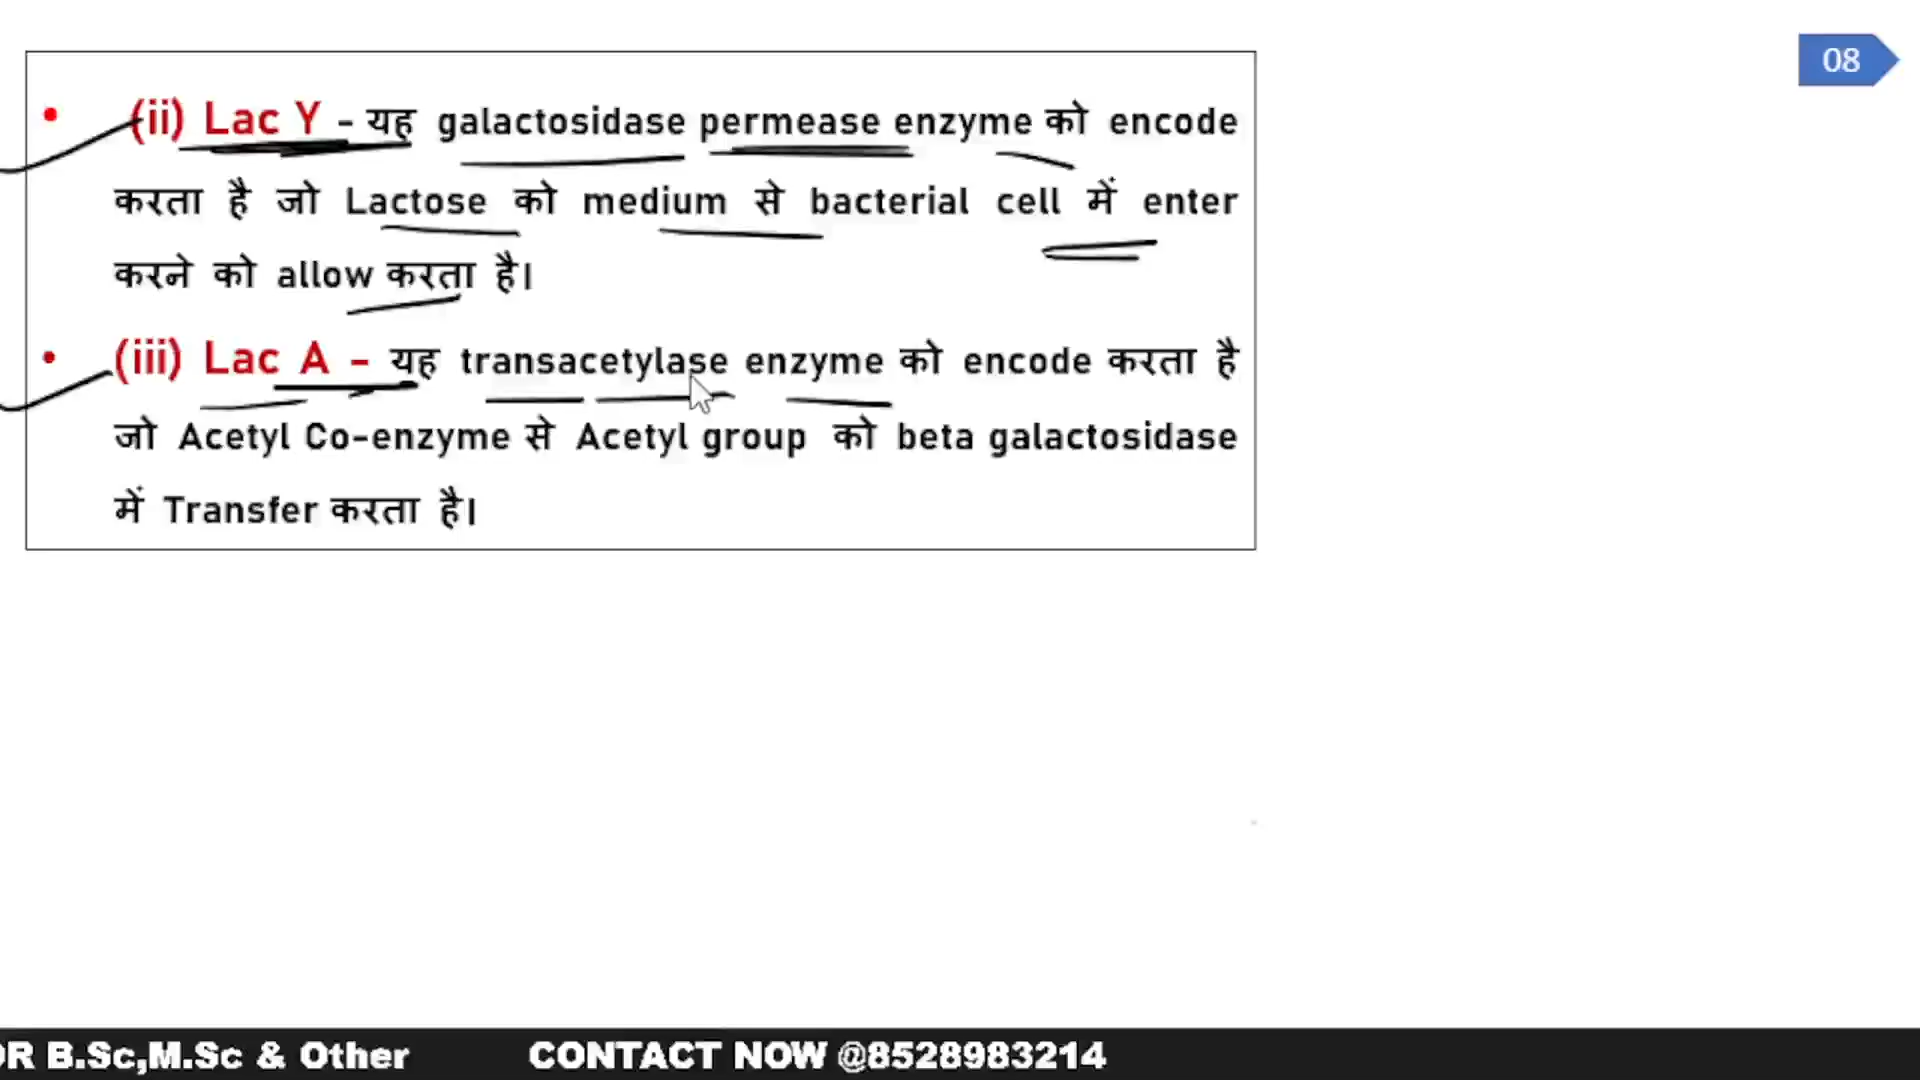 08
• (ii) Lac Y - यह galactosidase permease enzyme को encode
करता है जो Lactose को medium से bacterial cell में enter
करने को allow करता है।
• (iii) Lac A - यह transacetylase enzyme को encode करता है
जो Acetyl Co-enzyme से Acetyl group को beta galactosidase
में Transfer करता है।
OR B.Sc,M.Sc & Other CONTACT NOW @8528983214